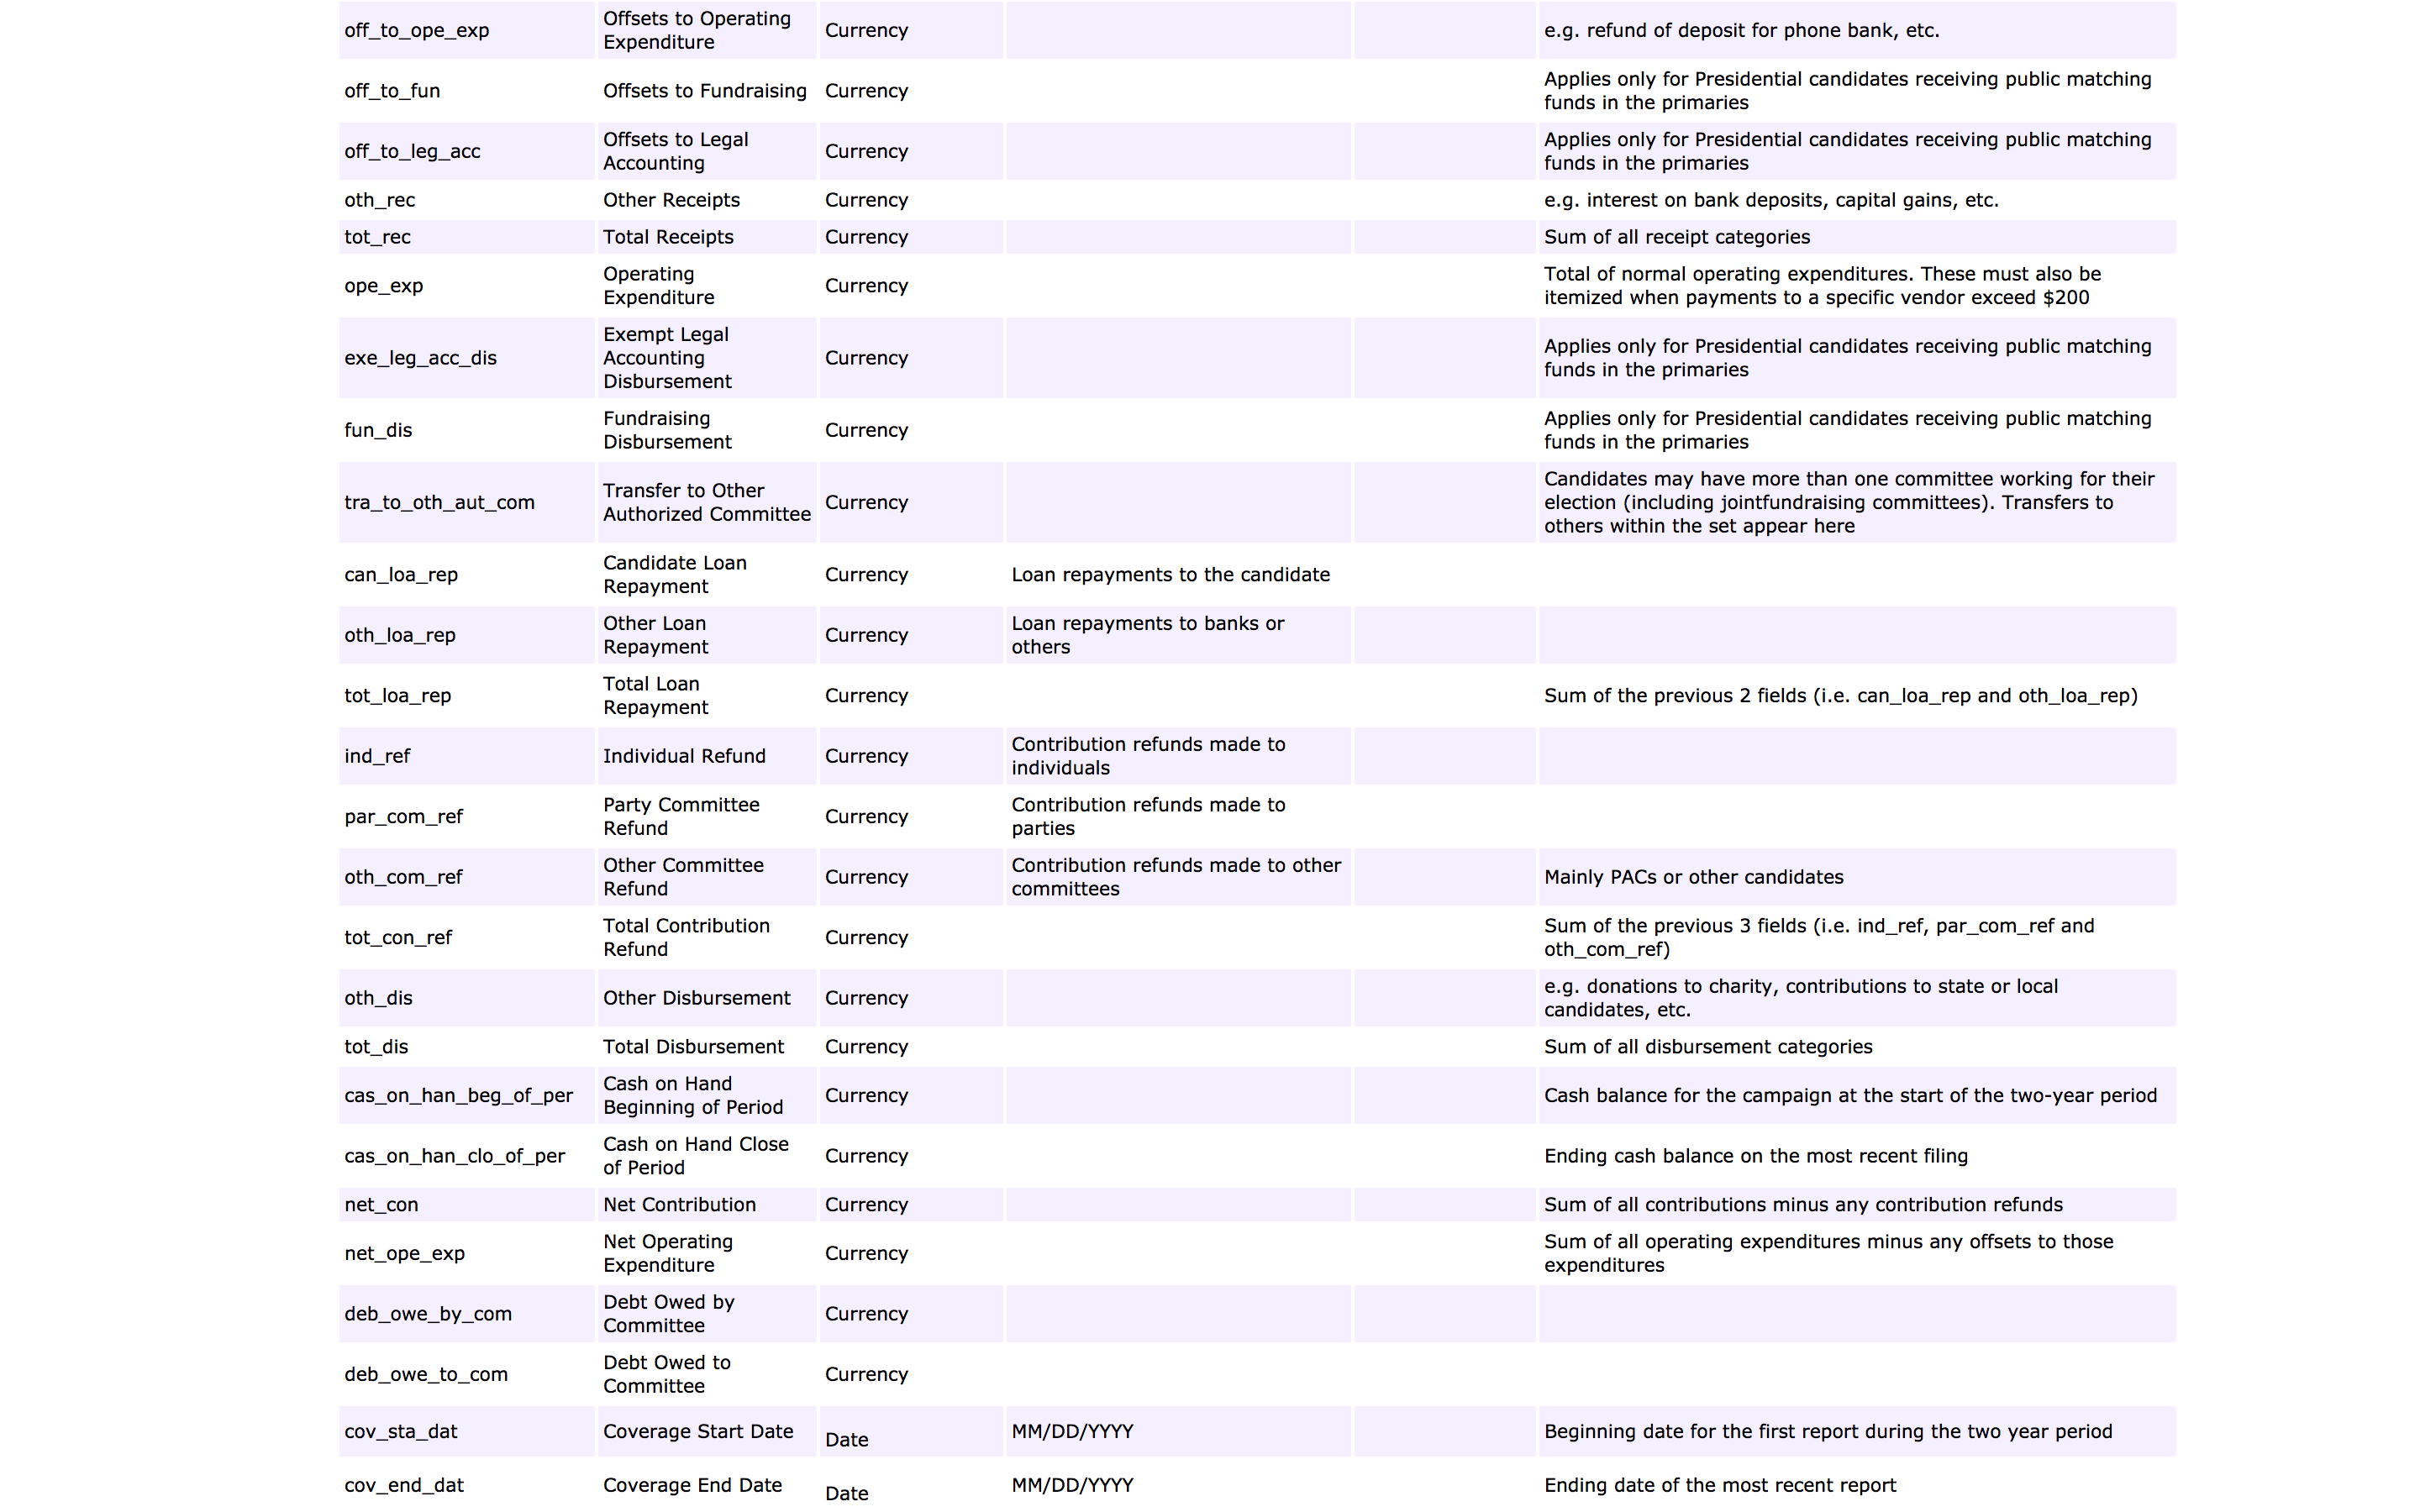 off_to_ope_exp Offsets to Operating Expenditure Currency e.g. refund of deposit for phone bank, etc.
off_to_fun Offsets to Fundraising Currency Applies only for Presidential candidates receiving public matching funds in the primaries
off_to_leg_acc Offsets to Legal Accounting Currency Applies only for Presidential candidates receiving public matching funds in the primaries
oth_rec Other Receipts Currency e.g. interest on bank deposits, capital gains, etc.
tot_rec Total Receipts Currency Sum of all receipt categories
ope_exp Operating Expenditure Currency Total of normal operating expenditures. These must also be itemized when payments to a specific vendor exceed $200
exe_leg_acc_dis Exempt Legal Accounting Disbursement Currency Applies only for Presidential candidates receiving public matching funds in the primaries
fun_dis Fundraising Disbursement Currency Applies only for Presidential candidates receiving public matching funds in the primaries
tra_to_oth_aut_com Transfer to Other Authorized Committee Currency Candidates may have more than one committee working for their election (including jointfundraising committees). Transfers to others within the set appear here
can_loa_rep Candidate Loan Repayment Currency Loan repayments to the candidate
oth_loa_rep Other Loan Repayment Currency Loan repayments to banks or others
tot_loa_rep Total Loan Repayment Currency Sum of the previous 2 fields (i.e. can_loa_rep and oth_loa_rep)
ind_ref Individual Refund Currency Contribution refunds made to individuals
par_com_ref Party Committee Refund Currency Contribution refunds made to parties
oth_com_ref Other Committee Refund Currency Contribution refunds made to other committees Mainly PACs or other candidates
tot_con_ref Total Contribution Refund Currency Sum of the previous 3 fields (i.e. ind_ref, par_com_ref and oth_com_ref)
oth_dis Other Disbursement Currency e.g. donations to charity, contributions to state or local candidates, etc.
tot_dis Total Disbursement Currency Sum of all disbursement categories
cas_on_han_beg_of_per Cash on Hand Beginning of Period Currency Cash balance for the campaign at the start of the two-year period
cas_on_han_clo_of_per Cash on Hand Close of Period Currency Ending cash balance on the most recent filing
net_con Net Contribution Currency Sum of all contributions minus any contribution refunds
net_ope_exp Net Operating Expenditure Currency Sum of all operating expenditures minus any offsets to those expenditures
deb_owe_by_com Debt Owed by Committee Currency
deb_owe_to_com Debt Owed to Committee Currency
cov_sta_dat Coverage Start Date Date MM/DD/YYYY Beginning date for the first report during the two year period
cov_end_dat Coverage End Date Date MM/DD/YYYY Ending date of the most recent report